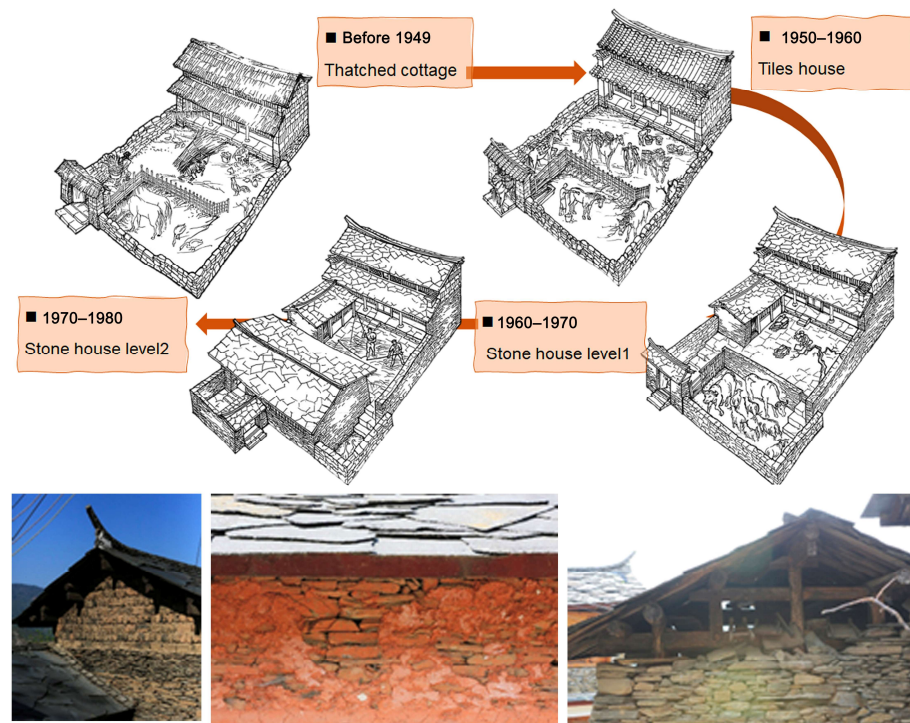 ■ Before 1949
Thatched cottage
■ 1950–1960
Tiles house
■ 1960–1970
Stone house level1
■ 1970–1980
Stone house level2